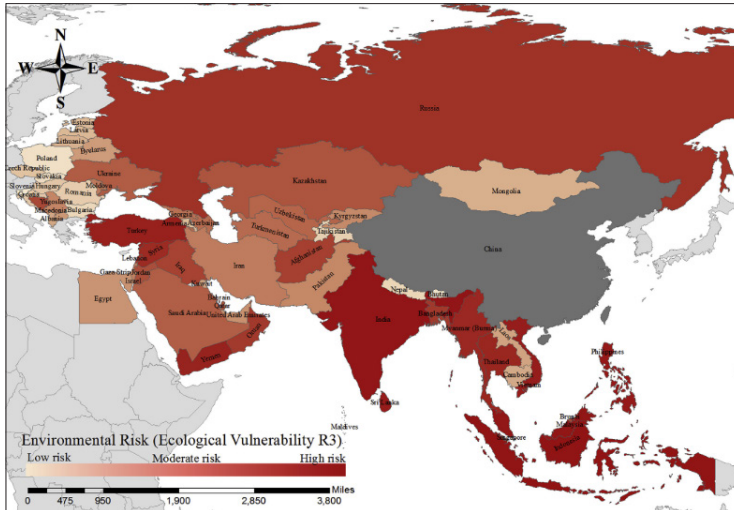 N
W E
S
Russia
Estonia
Latvia
Lithuania
Belarus
Poland
Czech Republic
Slovakia
Ukraine
Slovenia Hungary
Moldova
Romania
Croatia
Yugoslavia
Macedonia Bulgaria
Albania
Kazakhstan
Mongolia
Georgia
Armenia Azerbaijan
Uzbekistan
Kyrgyzstan
Turkmenistan
Tajikistan
Turkey
China
Syria
Lebanon
Afghanistan
Iraq
Iran
Gaza Strip Jordan
Israel
Kuwait
Pakistan
Nepal
Bhutan
Egypt
Bahrain
Qatar
United Arab Emirates
Saudi Arabia
Oman
Yemen
India
Bangladesh
Myanmar (Burma)
Laos
Thailand
Cambodia
Vietnam
Philippines
Sri Lanka
Maldives
Brunei
Malaysia
Singapore
Indonesia
Environmental Risk (Ecological Vulnerability R3)
Low risk Moderate risk High risk
Miles
0 475 950 1,900 2,850 3,800